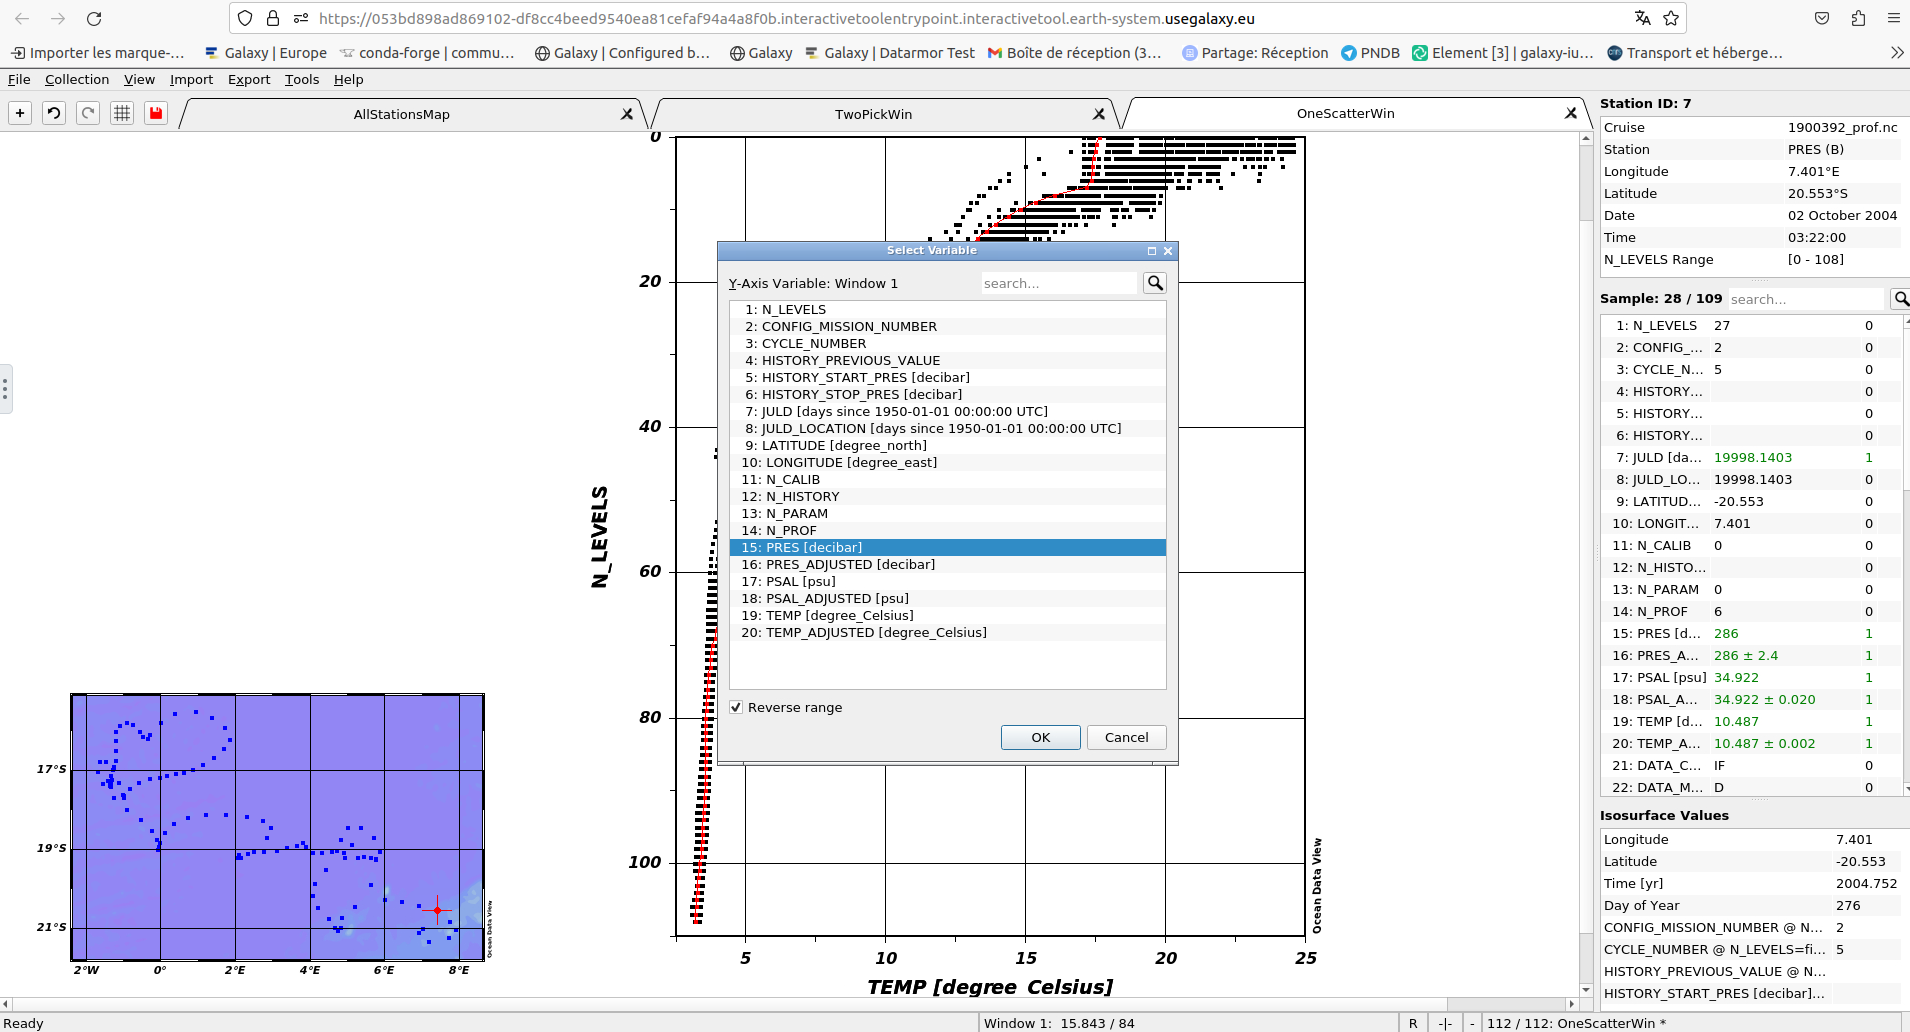 https://053bd898ad869102-df8cc4beed9540ea81cefaf94a4a8f0b.interactivetoolentrypoint.interactivetool.earth-system.usegalaxy.eu
Importer les marque-… Galaxy | Europe conda-forge | commu… Galaxy | Configured b… Galaxy Galaxy | Datarmor Test Boîte de réception (3… Partage: Réception PNDB Element [3] | galaxy-iu… Transport et héberge…
File Collection View Import Export Tools Help
AllStationsMap TwoPickWin OneScatterWin
Station ID: 7
Cruise 1900392_prof.nc
Station PRES (B)
Longitude 7.401°E
Latitude 20.553°S
Date 02 October 2004
Time 03:22:00
N_LEVELS Range [0 - 108]
Sample: 28 / 109 search...
1: N_LEVELS 27 0
2: CONFIG_... 2 0
3: CYCLE_N... 5 0
4: HISTORY... 0
5: HISTORY... 0
6: HISTORY... 0
7: JULD [da... 19998.1403 1
8: JULD_LO... 19998.1403 0
9: LATITUD... -20.553 0
10: LONGIT... 7.401 0
11: N_CALIB 0 0
12: N_HISTO... 0
13: N_PARAM 0 0
14: N_PROF 6 0
15: PRES [d... 286 1
16: PRES_A... 286 ± 2.4 1
17: PSAL [psu] 34.922 1
18: PSAL_A... 34.922 ± 0.020 1
19: TEMP [d... 10.487 1
20: TEMP_A... 10.487 ± 0.002 1
21: DATA_C... IF 0
22: DATA_M... D 0
Isosurface Values
Longitude 7.401
Latitude -20.553
Time [yr] 2004.752
Day of Year 276
CONFIG_MISSION_NUMBER @ N... 2
CYCLE_NUMBER @ N_LEVELS=fi... 5
HISTORY_PREVIOUS_VALUE @ N...
HISTORY_START_PRES [decibar]...
Select Variable
Y-Axis Variable: Window 1 search...
1: N_LEVELS
2: CONFIG_MISSION_NUMBER
3: CYCLE_NUMBER
4: HISTORY_PREVIOUS_VALUE
5: HISTORY_START_PRES [decibar]
6: HISTORY_STOP_PRES [decibar]
7: JULD [days since 1950-01-01 00:00:00 UTC]
8: JULD_LOCATION [days since 1950-01-01 00:00:00 UTC]
9: LATITUDE [degree_north]
10: LONGITUDE [degree_east]
11: N_CALIB
12: N_HISTORY
13: N_PARAM
14: N_PROF
15: PRES [decibar]
16: PRES_ADJUSTED [decibar]
17: PSAL [psu]
18: PSAL_ADJUSTED [psu]
19: TEMP [degree_Celsius]
20: TEMP_ADJUSTED [degree_Celsius]
Reverse range
OK Cancel
0
20
40
60
80
100
N_LEVELS
5 10 15 20 25
TEMP [degree_Celsius]
Ocean Data View
17°S
19°S
21°S
2°W 0° 2°E 4°E 6°E 8°E
Ocean Data View
Ready Window 1: 15.843 / 84 R -|- - 112 / 112: OneScatterWin *